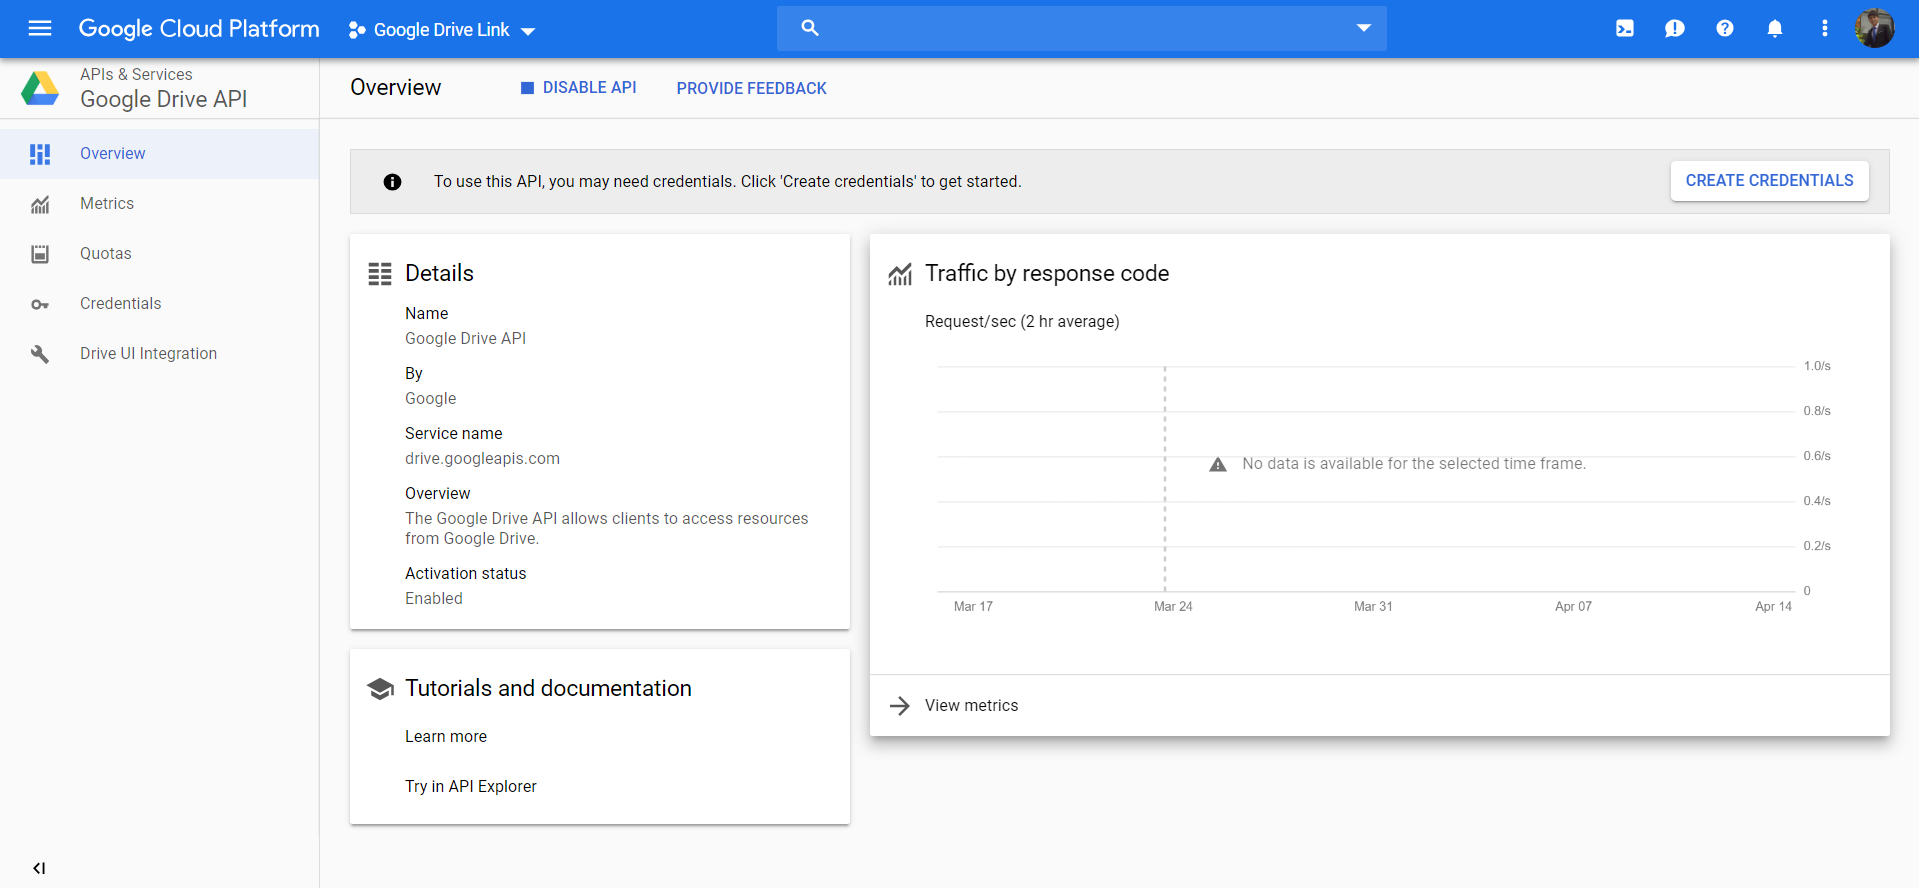 Google Cloud Platform
Google Drive Link
APIs & Services
Google Drive API
Overview
DISABLE API
PROVIDE FEEDBACK
Overview
Metrics
Quotas
Credentials
Drive UI Integration
To use this API, you may need credentials. Click 'Create credentials' to get started.
CREATE CREDENTIALS
Details
Name
Google Drive API
By
Google
Service name
drive.googleapis.com
Overview
The Google Drive API allows clients to access resources
from Google Drive.
Activation status
Enabled
Tutorials and documentation
Learn more
Try in API Explorer
Traffic by response code
Request/sec (2 hr average)
1.0/s
0.8/s
No data is available for the selected time frame.
0.6/s
0.4/s
0.2/s
0
Mar 17
Mar 24
Mar 31
Apr 07
Apr 14
View metrics